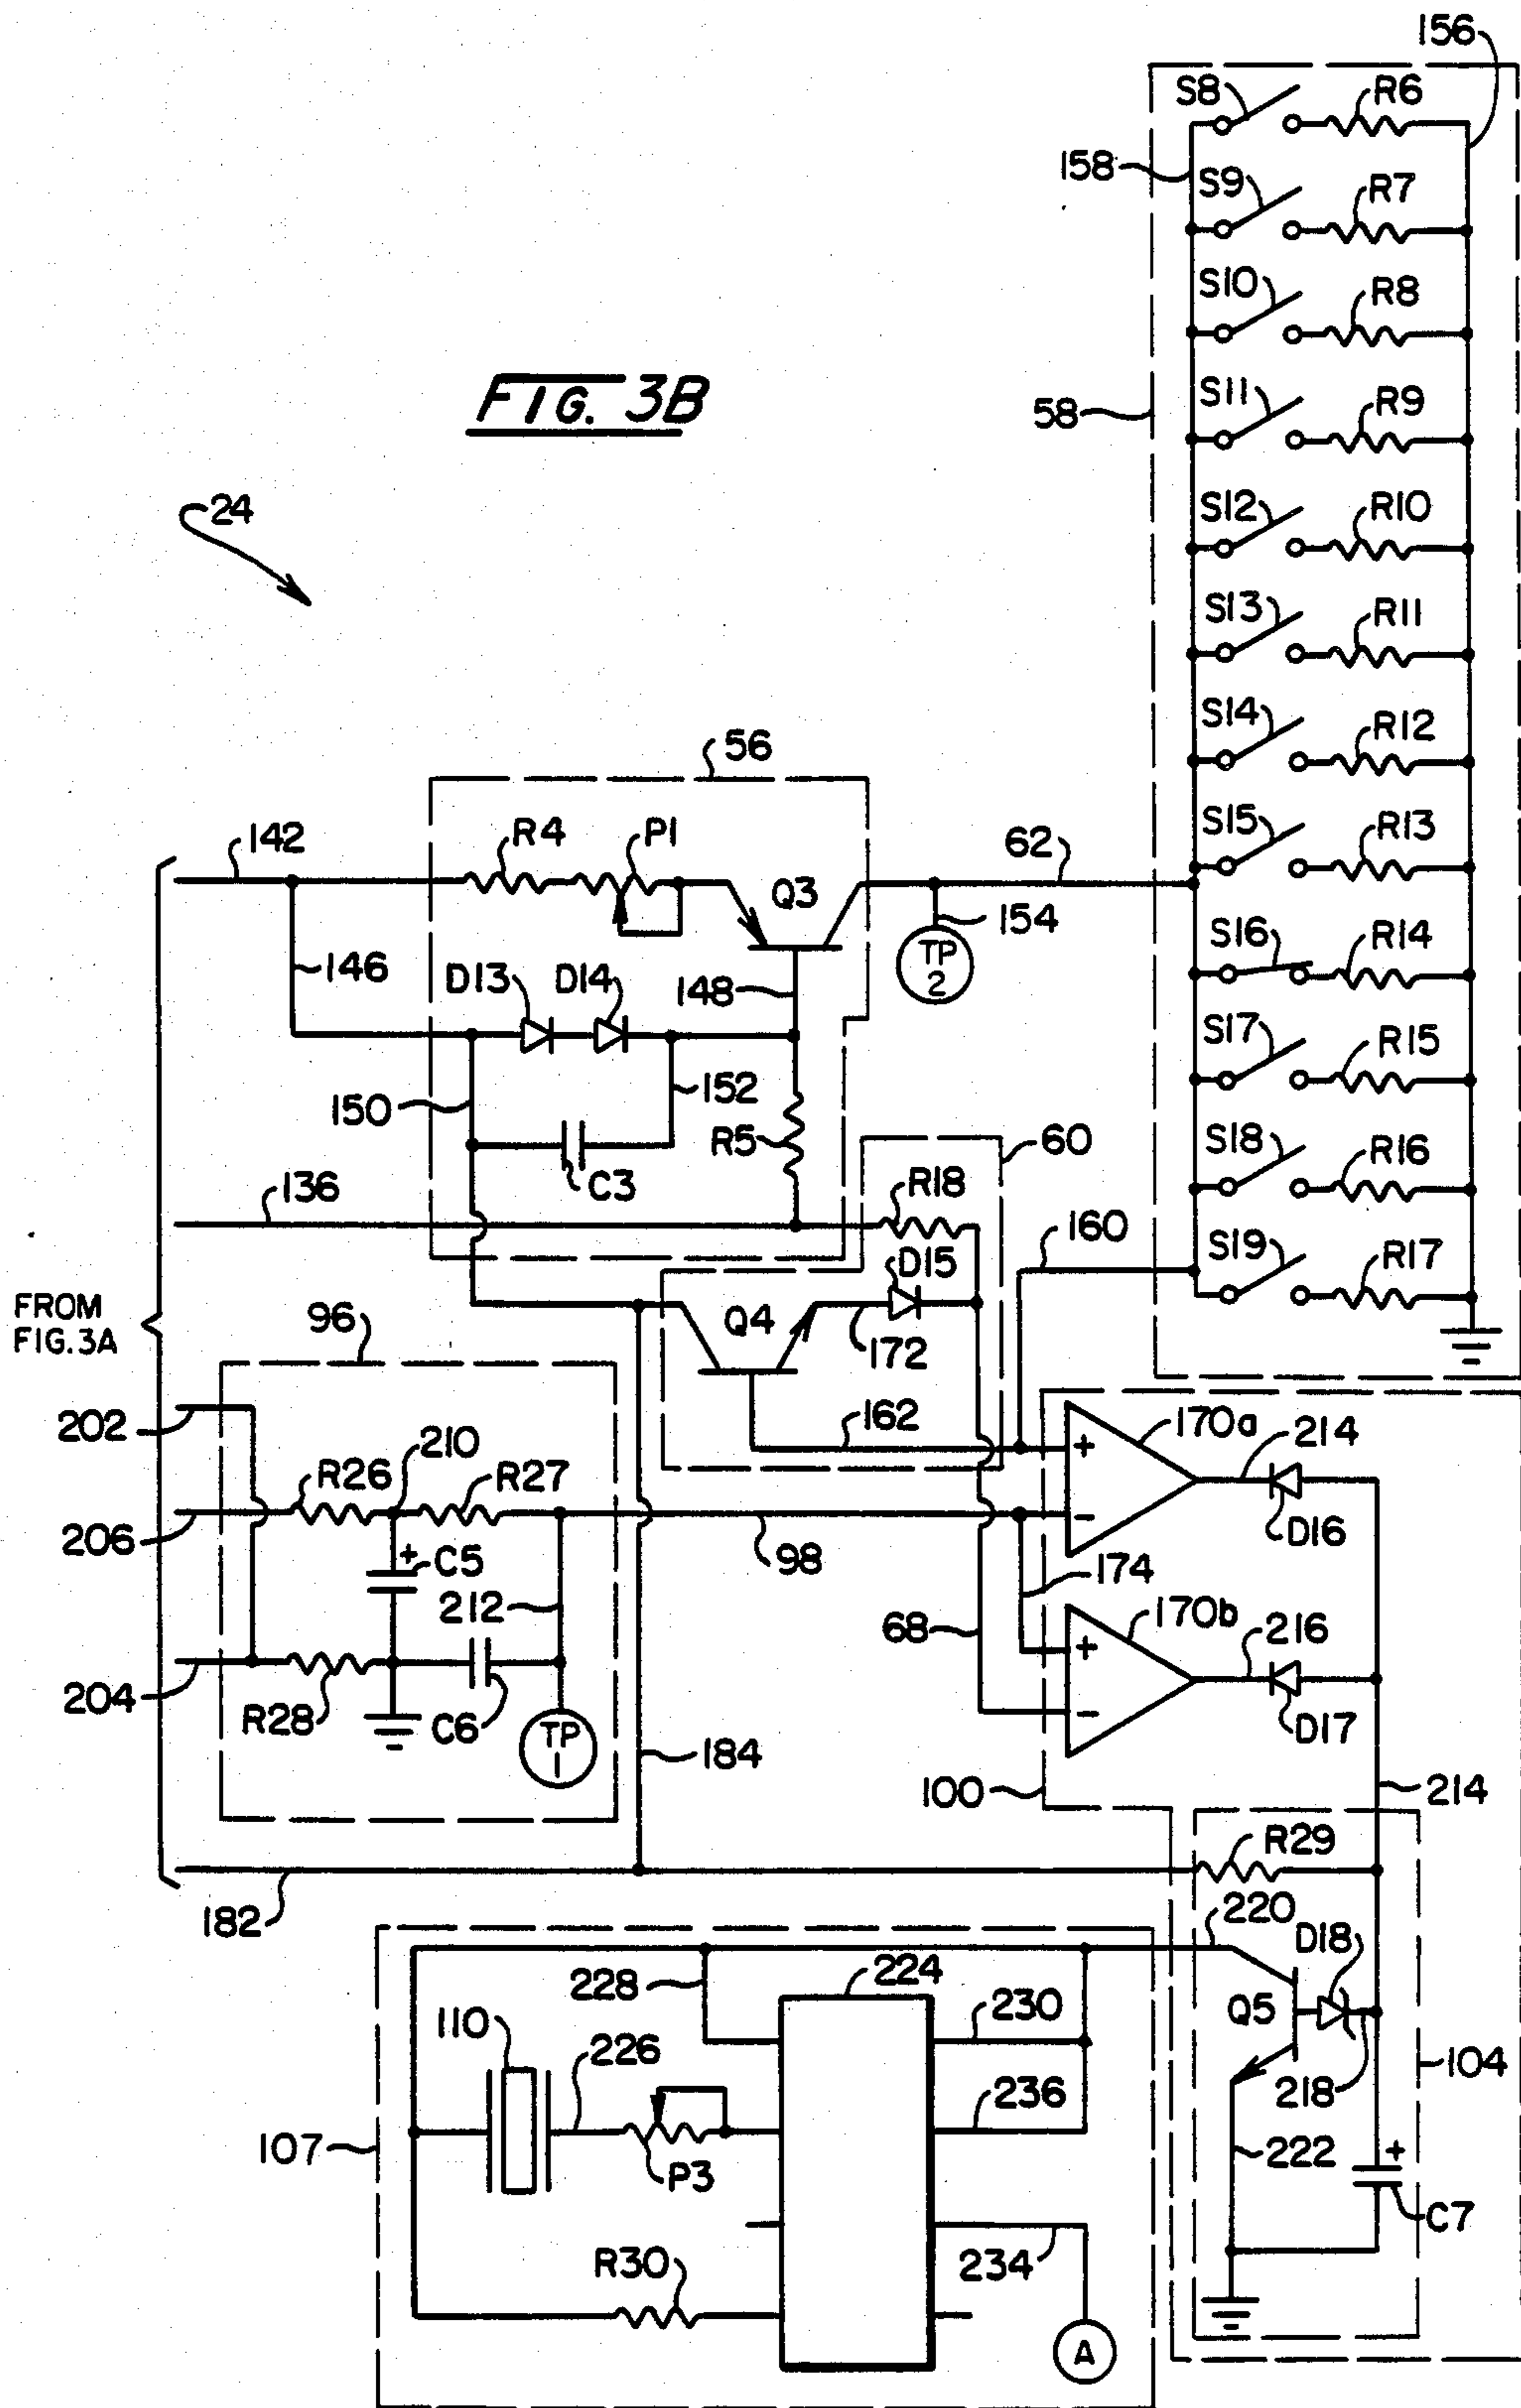 156
S8
R6
158
S9
R7
S10
R8
FIG. 3B
58
S11
R9
24
S12
R10
S13
R11
S14
R12
56
142
R4
P1
Q3
62
S15
R13
154
TP
2
146
D13
D14
148
S16
R14
150
152
R5
S17
R15
C3
60
S18
R16
136
R18
160
S19
R17
D15
FROM
FIG.3A
96
Q4
172
202
162
170a
214
210
R26
R27
+
206
98
-
D16
C5
+
174
212
68
170b
216
204
+
R28
C6
TP
1
-
D17
184
100
214
R29
182
220
D18
228
224
Q5
110
226
230
104
236
218
107
P3
222
+
C7
R30
234
A